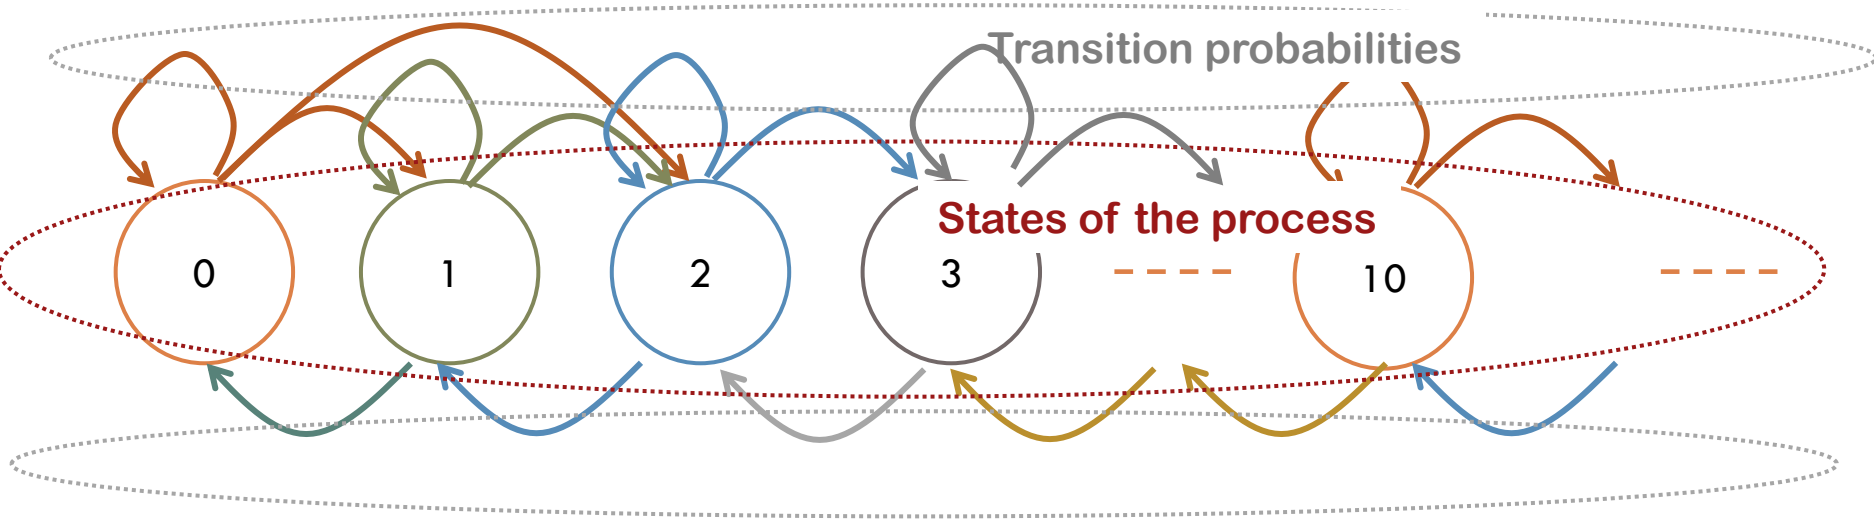 Transition probabilities
States of the process
0
1
2
3
10